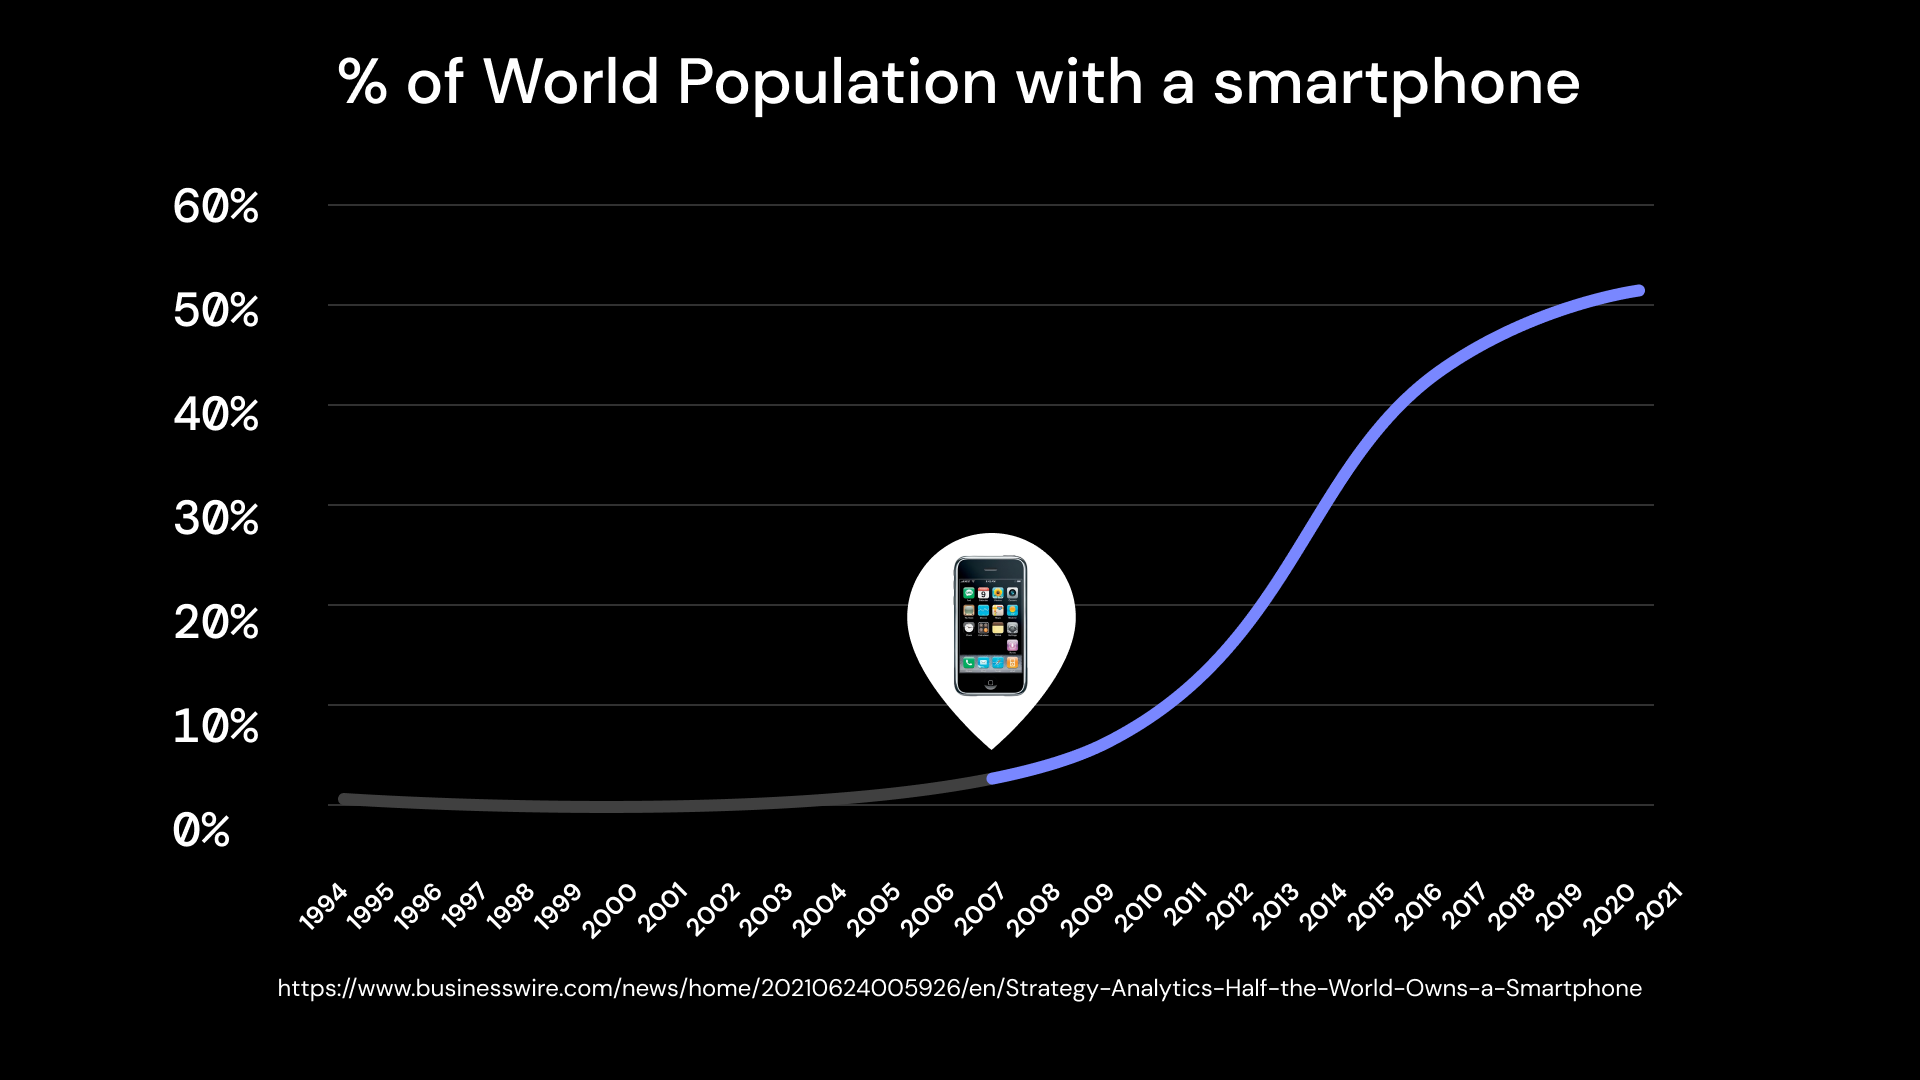 % of World Population with a smartphone
60%
50%
40%
30%
20%
10%
0%
1994 1995 1996 1997 1998 1999 2000 2001 2002 2003 2004 2005 2006 2007 2008 2009 2010 2011 2012 2013 2014 2015 2016 2017 2018 2019 2020 2021
https://www.businesswire.com/news/home/20210624005926/en/Strategy-Analytics-Half-the-World-Owns-a-Smartphone